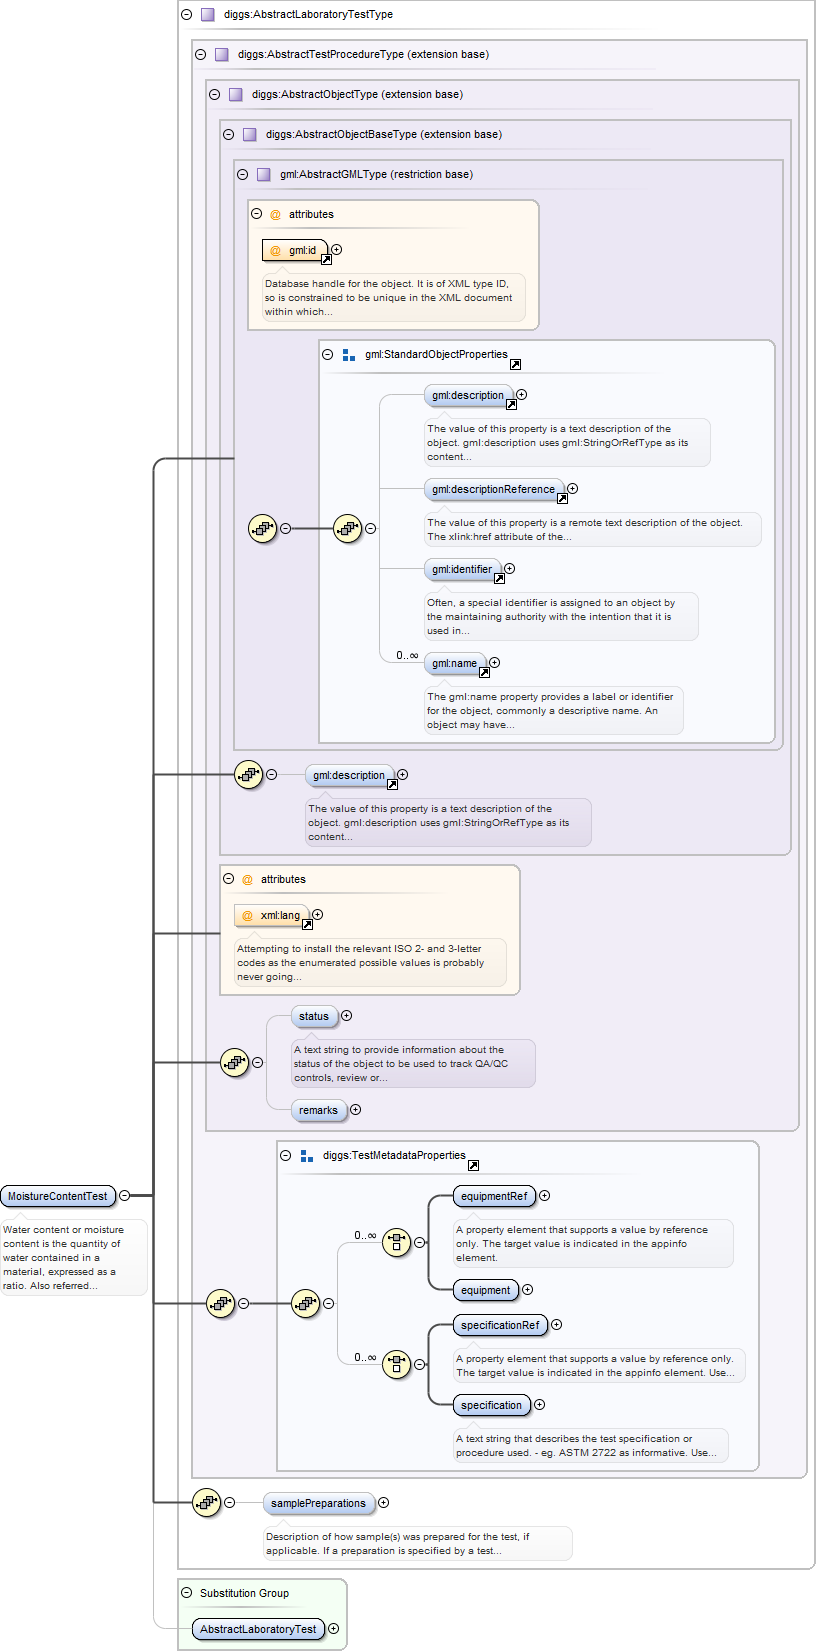 diggs:AbstractLaboratoryTestType
diggs:AbstractTestProcedureType (extension base)
diggs:AbstractObjectType (extension base)
diggs:AbstractObjectBaseType (extension base)
gml:AbstractGMLType (restriction base)
@ attributes
@ gml:id
Database handle for the object. It is of XML type ID,
so is constrained to be unique in the XML document
within which...
gml:StandardObjectProperties
gml:description
The value of this property is a text description of the
object. gml:description uses gml:StringOrRefType as its
content...
gml:descriptionReference
The value of this property is a remote text description of the object.
The xlink:href attribute of the...
gml:identifier
Often, a special identifier is assigned to an object by
the maintaining authority with the intention that it is
used in...
0..∞
gml:name
The gml:name property provides a label or identifier
for the object, commonly a descriptive name. An
object may have...
gml:description
The value of this property is a text description of the
object. gml:description uses gml:StringOrRefType as its
content...
@ attributes
@ xml:lang
Attempting to install the relevant ISO 2- and 3-letter
codes as the enumerated possible values is probably
never going...
status
A text string to provide information about the
status of the object to be used to track QA/QC
controls, review or...
remarks
diggs:TestMetadataProperties
MoistureContentTest
Water content or moisture
content is the quantity of
water contained in a
material, expressed as a
ratio. Also referred...
0..∞
equipmentRef
A property element that supports a value by reference
only. The target value is indicated in the appinfo
element.
equipment
0..∞
specificationRef
A property element that supports a value by reference only.
The target value is indicated in the appinfo element. Use...
specification
A text string that describes the test specification or
procedure used. - eg. ASTM 2722 as informative. Use...
samplePreparations
Description of how sample(s) was prepared for the test, if
applicable. If a preparation is specified by a test...
Substitution Group
AbstractLaboratoryTest